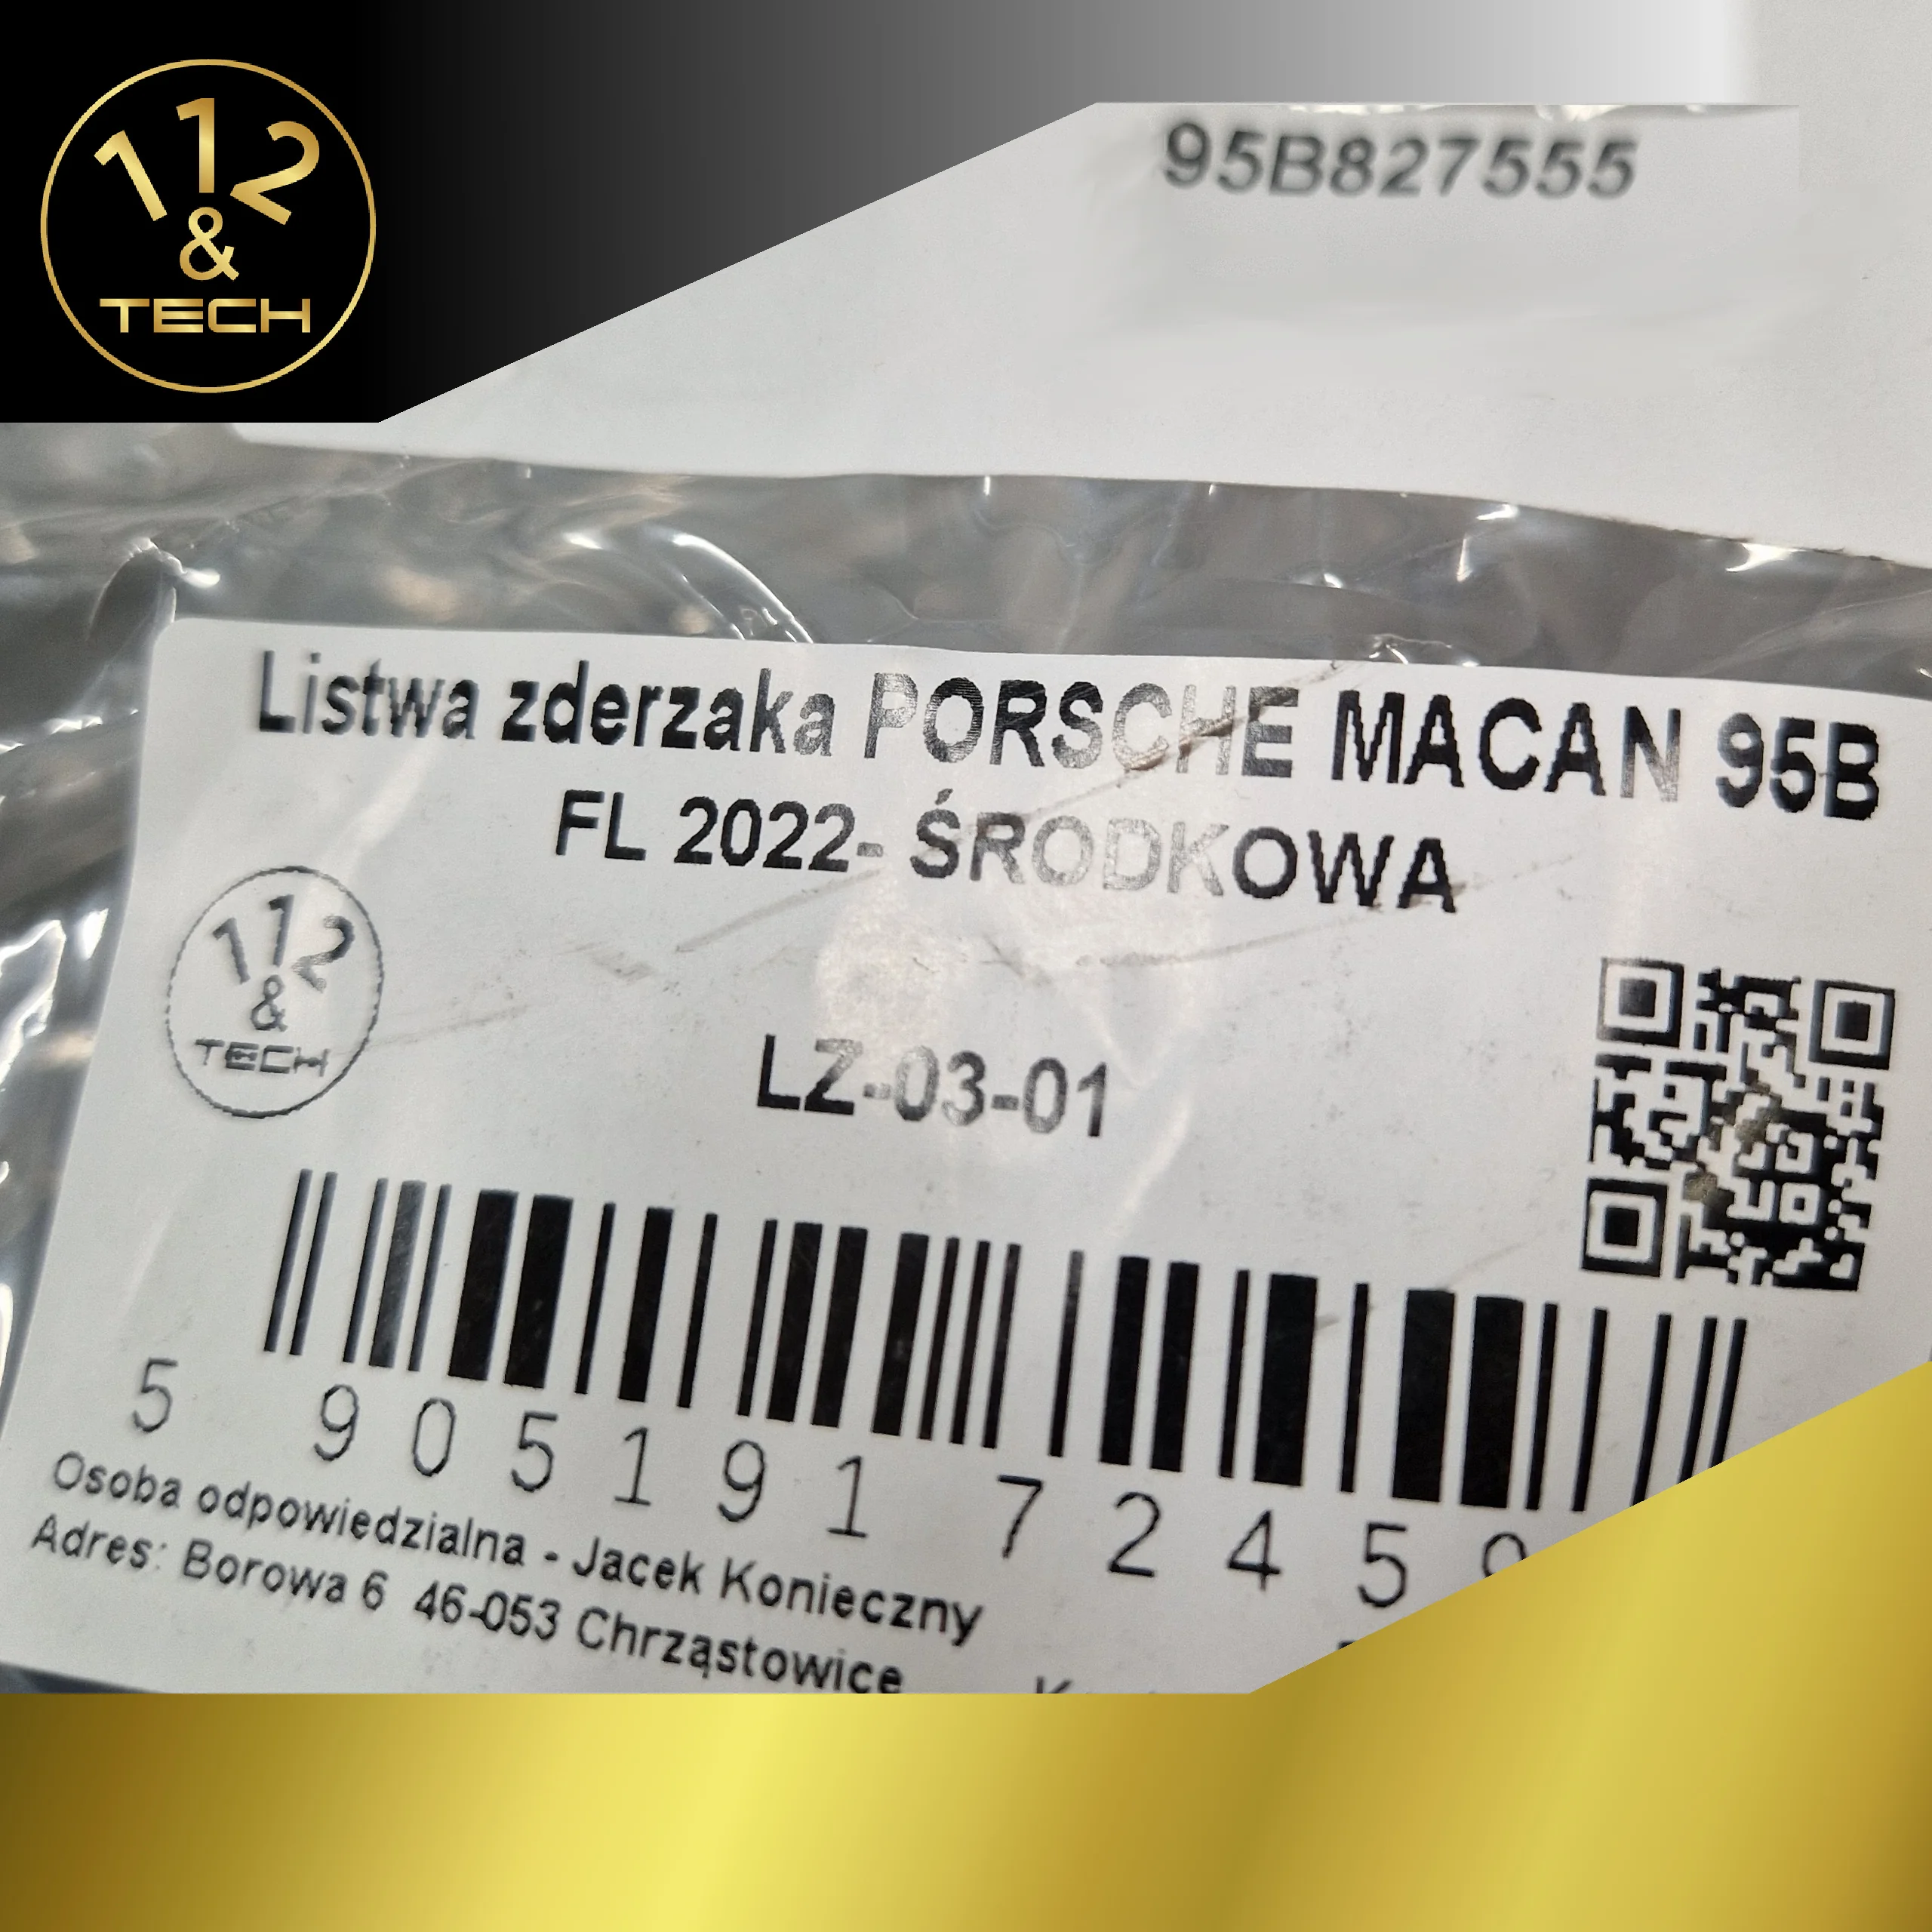 112
&
TECH
95B827555
Listwa zderzaka PORSCHE MACAN 95B
FL 2022- ŚRODKOWA
112
&
TECH
LZ-03-01
5 905191 7245
Osoba odpowiedzialna - Jacek Konieczny
Adres: Borowa 6 46-053 Chrząstowice